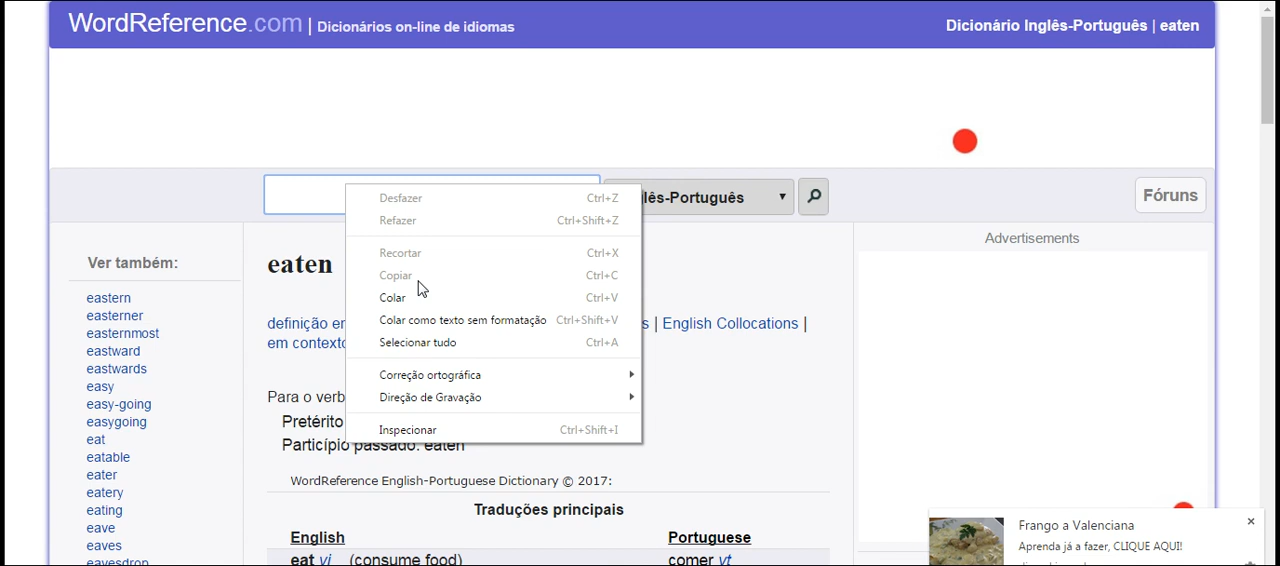 WordReference.com | Dicionários on-line de idiomas
Dicionário Inglês-Português | eaten
lês-Português
Fóruns
Desfazer Ctrl+Z
Refazer Ctrl+Shift+Z
Recortar Ctrl+X
Copiar Ctrl+C
Colar Ctrl+V
Colar como texto sem formatação Ctrl+Shift+V
Selecionar tudo Ctrl+A
Correção ortográfica
Direção de Gravação
Inspecionar Ctrl+Shift+I
Ver também:
eastern
easterner
easternmost
eastward
eastwards
easy
easy-going
easygoing
eat
eatable
eater
eatery
eating
eave
eaves
eavesdrop
eaten
definição
s | English Collocations |
em contexto
Para o verb
Pretérito
Particípio passado: eaten
WordReference English-Portuguese Dictionary © 2017:
Traduções principais
English Portuguese
eat vi (consume food) comer vt
Advertisements
Frango a Valenciana
Aprenda já a fazer, CLIQUE AQUI!